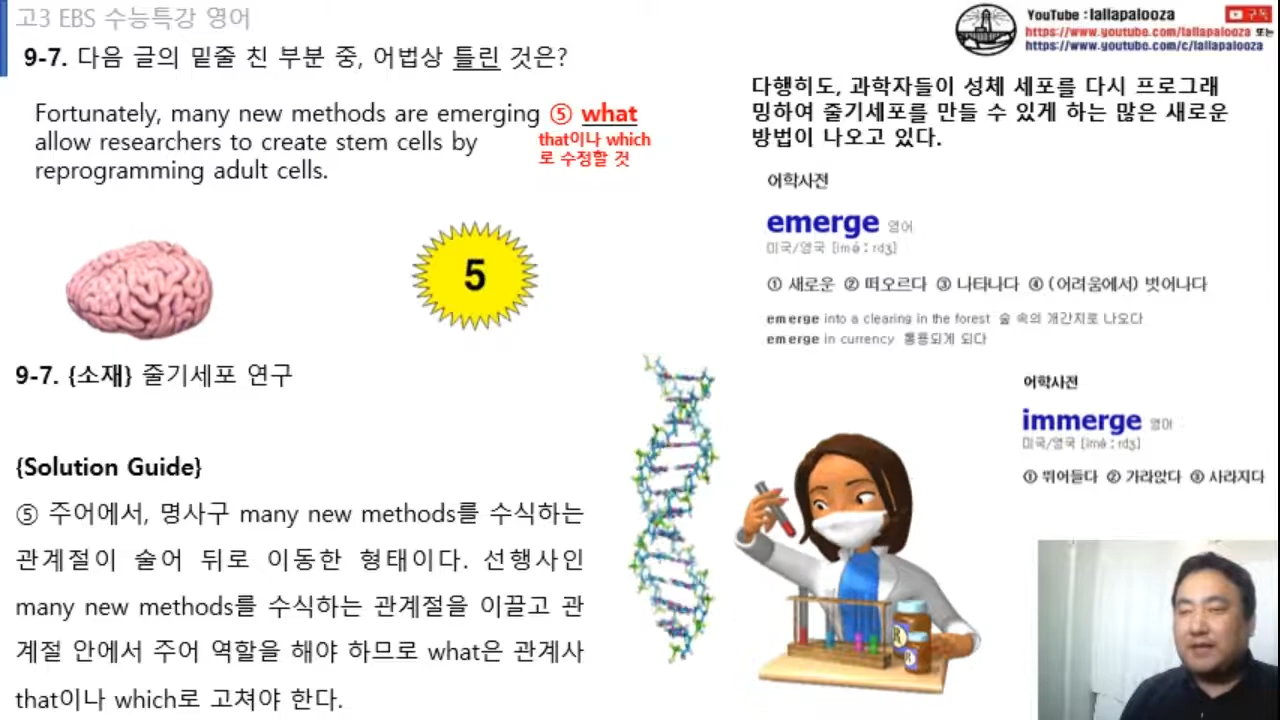 고3 EBS 수능특강 영어
9-7. 다음 글의 밑줄 친 부분 중, 어법상 틀린 것은?
Fortunately, many new methods are emerging ⑤ what
allow researchers to create stem cells by
reprogramming adult cells.
that이나 which
로 수정할 것
5
9-7. {소재} 줄기세포 연구
{Solution Guide}
⑤ 주어에서, 명사구 many new methods를 수식하는
관계절이 술어 뒤로 이동한 형태이다. 선행사인
many new methods를 수식하는 관계절을 이끌고 관
계절 안에서 주어 역할을 해야 하므로 what은 관계사
that이나 which로 고쳐야 한다.
YouTube : lallapalooza
구독
https://www.youtube.com/lallapalooza 또는
https://www.youtube.com/c/lallapalooza
다행히도, 과학자들이 성체 세포를 다시 프로그래
밍하여 줄기세포를 만들 수 있게 하는 많은 새로운
방법이 나오고 있다.
어학사전
emerge 영어
미국/영국 [imə́ːrdʒ]
① 새로운 ② 떠오르다 ③ 나타나다 ④ (어려움에서) 벗어나다
emerge into a clearing in the forest 숲 속의 개간지로 나오다
emerge in currency 통용되게 되다
어학사전
immerge 영어
미국/영국 [imə́ːrdʒ]
① 뛰어들다 ② 가라앉다 ③ 사라지다
R
R